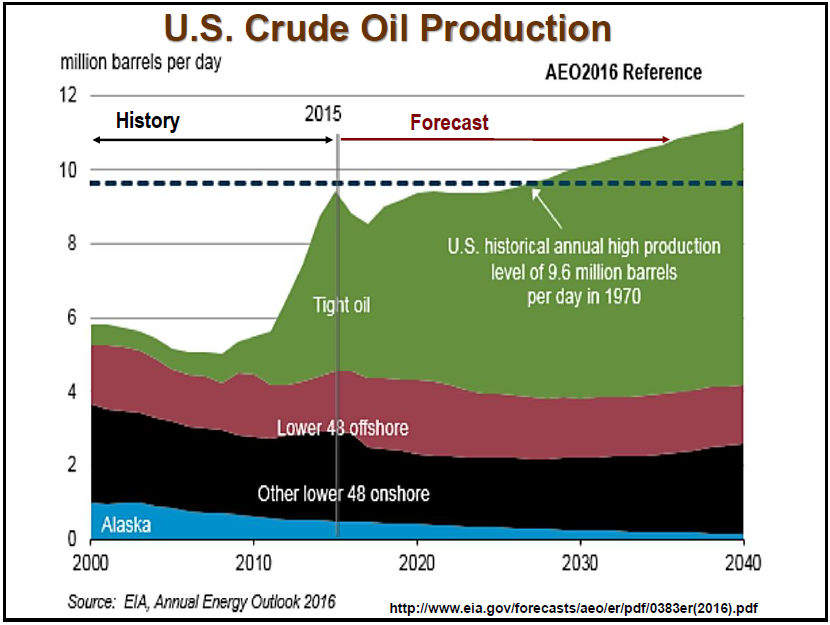 U.S. Crude Oil Production
million barrels per day
AEO2016 Reference
12
2015
History
Forecast
10
8
U.S. historical annual high production
level of 9.6 million barrels
per day in 1970
6
Tight oil
4
Lower 48 offshore
2
Other lower 48 onshore
Alaska
0
2000 2010 2020 2030 2040
Source: EIA, Annual Energy Outlook 2016
http://www.eia.gov/forecasts/aeo/er/pdf/0383er(2016).pdf